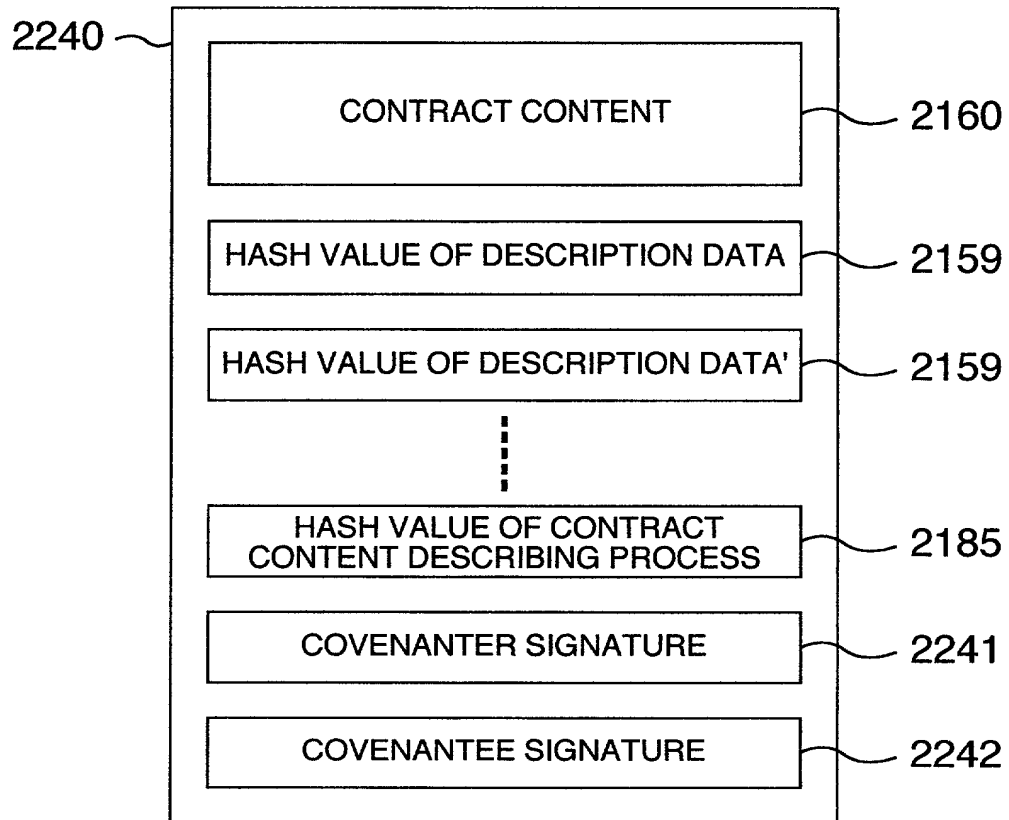 2240
CONTRACT CONTENT
2160
HASH VALUE OF DESCRIPTION DATA
2159
HASH VALUE OF DESCRIPTION DATA'
2159
HASH VALUE OF CONTRACT
CONTENT DESCRIBING PROCESS
2185
COVENANTER SIGNATURE
2241
COVENANTEE SIGNATURE
2242